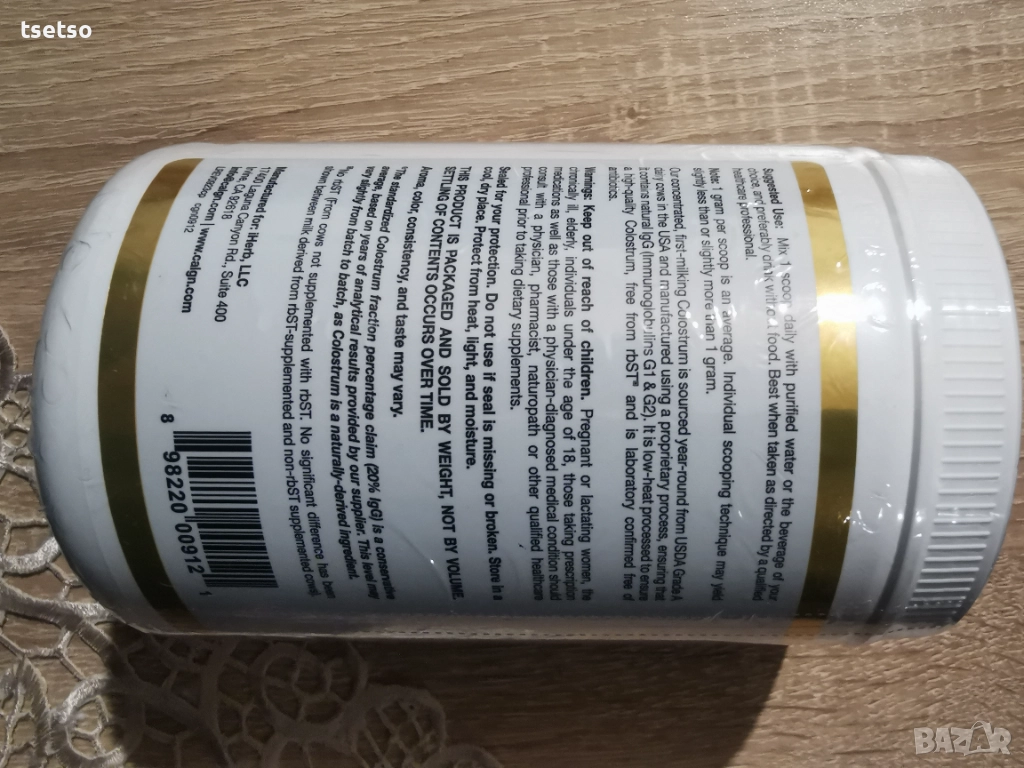 tsetso
Suggested Use: Mix 1 scoop daily with purified water or the beverage of your
choice, and preferably drink without food. Best when taken as directed by a qualified
healthcare professional.
Note: 1 gram per scoop is an average. Individual scooping technique may yield
slightly less than or slightly more than 1 gram.
Our concentrated, first-milking Colostrum is sourced year-round from USDA Grade A
dairy cows in the USA and manufactured using a proprietary process, ensuring that
it contains natural IgG (Immunoglobulins G1 & G2). It is low-heat processed to ensure
a high-quality Colostrum, free from rbST* and is laboratory confirmed free of
antibiotics.
Warnings: Keep out of reach of children. Pregnant or lactating women, the
chronically ill, elderly, individuals under the age of 18, those taking prescription
medications as well as those with a physician-diagnosed medical condition should
consult with a physician, pharmacist, naturopath or other qualified healthcare
professional prior to taking dietary supplements.
Sealed for your protection. Do not use if seal is missing or broken. Store in a
cool, dry place. Protect from heat, light, and moisture.
THIS PRODUCT IS PACKAGED AND SOLD BY WEIGHT, NOT BY VOLUME.
SETTLING OF CONTENTS OCCURS OVER TIME.
Aroma, color, consistency, and taste may vary.
The standardized Colostrum fraction percentage claim (20% IgG) is a conservative
average, based on years of analytical results provided by our supplier. This level may
vary slightly from batch to batch, as Colostrum is a naturally-derived ingredient.
rbST (From cows not supplemented with rbST. No significant difference has been
shown between milk derived from rbST-supplemented and non-rbST supplemented cows).
Manufactured for: iHerb, LLC
Laguna Canyon Rd., Suite 400
CA 92618
www.calgn.com
8 98220 00912 1
BAZAR